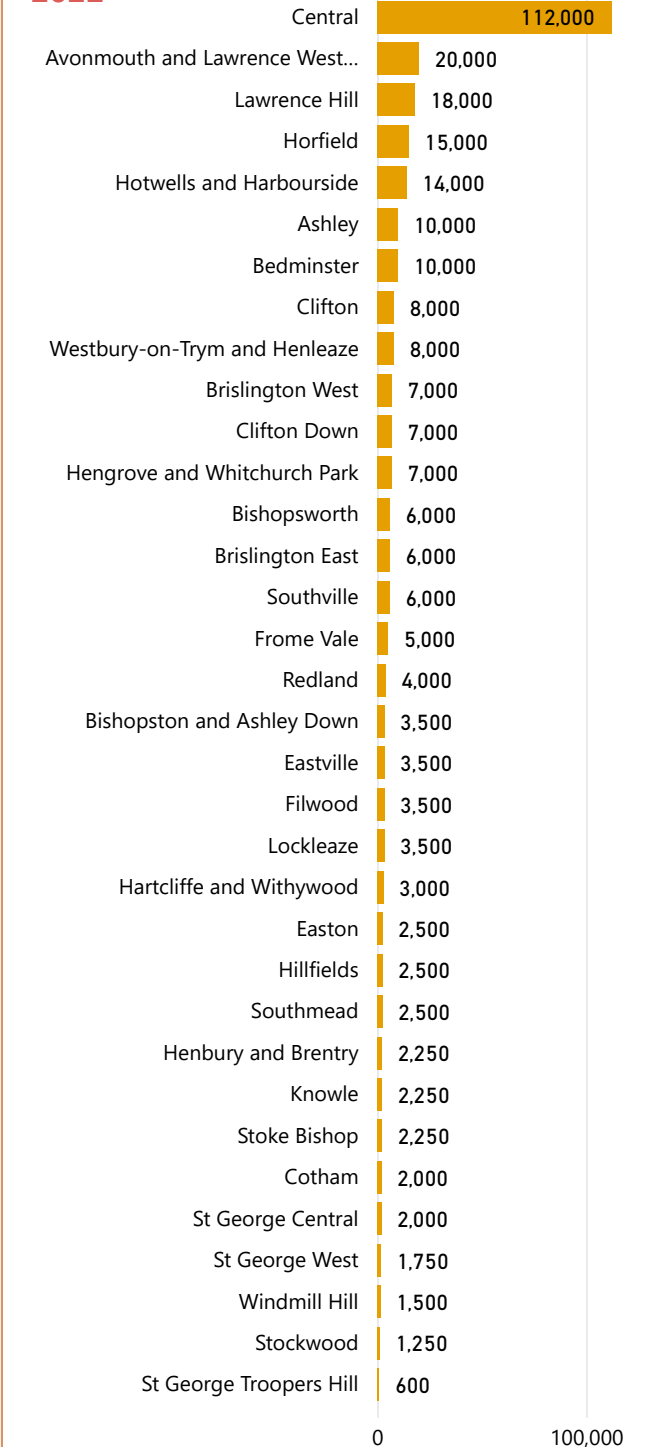 Central 112,000
Avonmouth and Lawrence West... 20,000
Lawrence Hill 18,000
Horfield 15,000
Hotwells and Harbourside 14,000
Ashley 10,000
Bedminster 10,000
Clifton 8,000
Westbury-on-Trym and Henleaze 8,000
Brislington West 7,000
Clifton Down 7,000
Hengrove and Whitchurch Park 7,000
Bishopsworth 6,000
Brislington East 6,000
Southville 6,000
Frome Vale 5,000
Redland 4,000
Bishopston and Ashley Down 3,500
Eastville 3,500
Filwood 3,500
Lockleaze 3,500
Hartcliffe and Withywood 3,000
Easton 2,500
Hillfields 2,500
Southmead 2,500
Henbury and Brentry 2,250
Knowle 2,250
Stoke Bishop 2,250
Cotham 2,000
St George Central 2,000
St George West 1,750
Windmill Hill 1,500
Stockwood 1,250
St George Troopers Hill 600
0 100,000